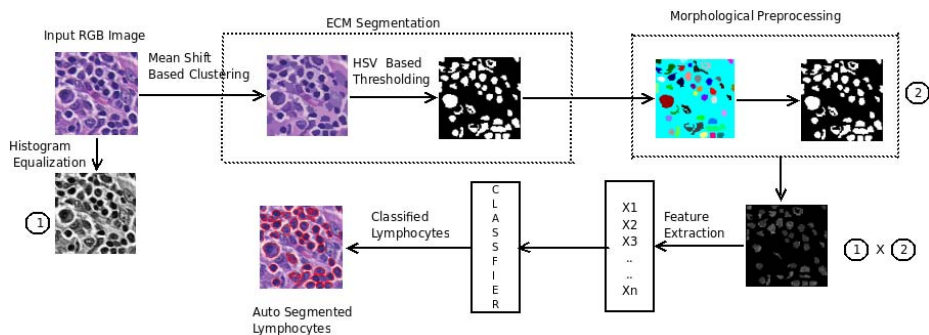 ECM Segmentation
Morphological Preprocessing
Input RGB Image
Mean Shift
Based Clustering
HSV Based
Thresholding
2
Histogram
Equalization
1
Auto Segmented
Lymphocytes
Classified
Lymphocytes
C
L
A
S
S
F
I
E
R
X1
X2
X3
..
..
Xn
Feature
Extraction
1 X 2